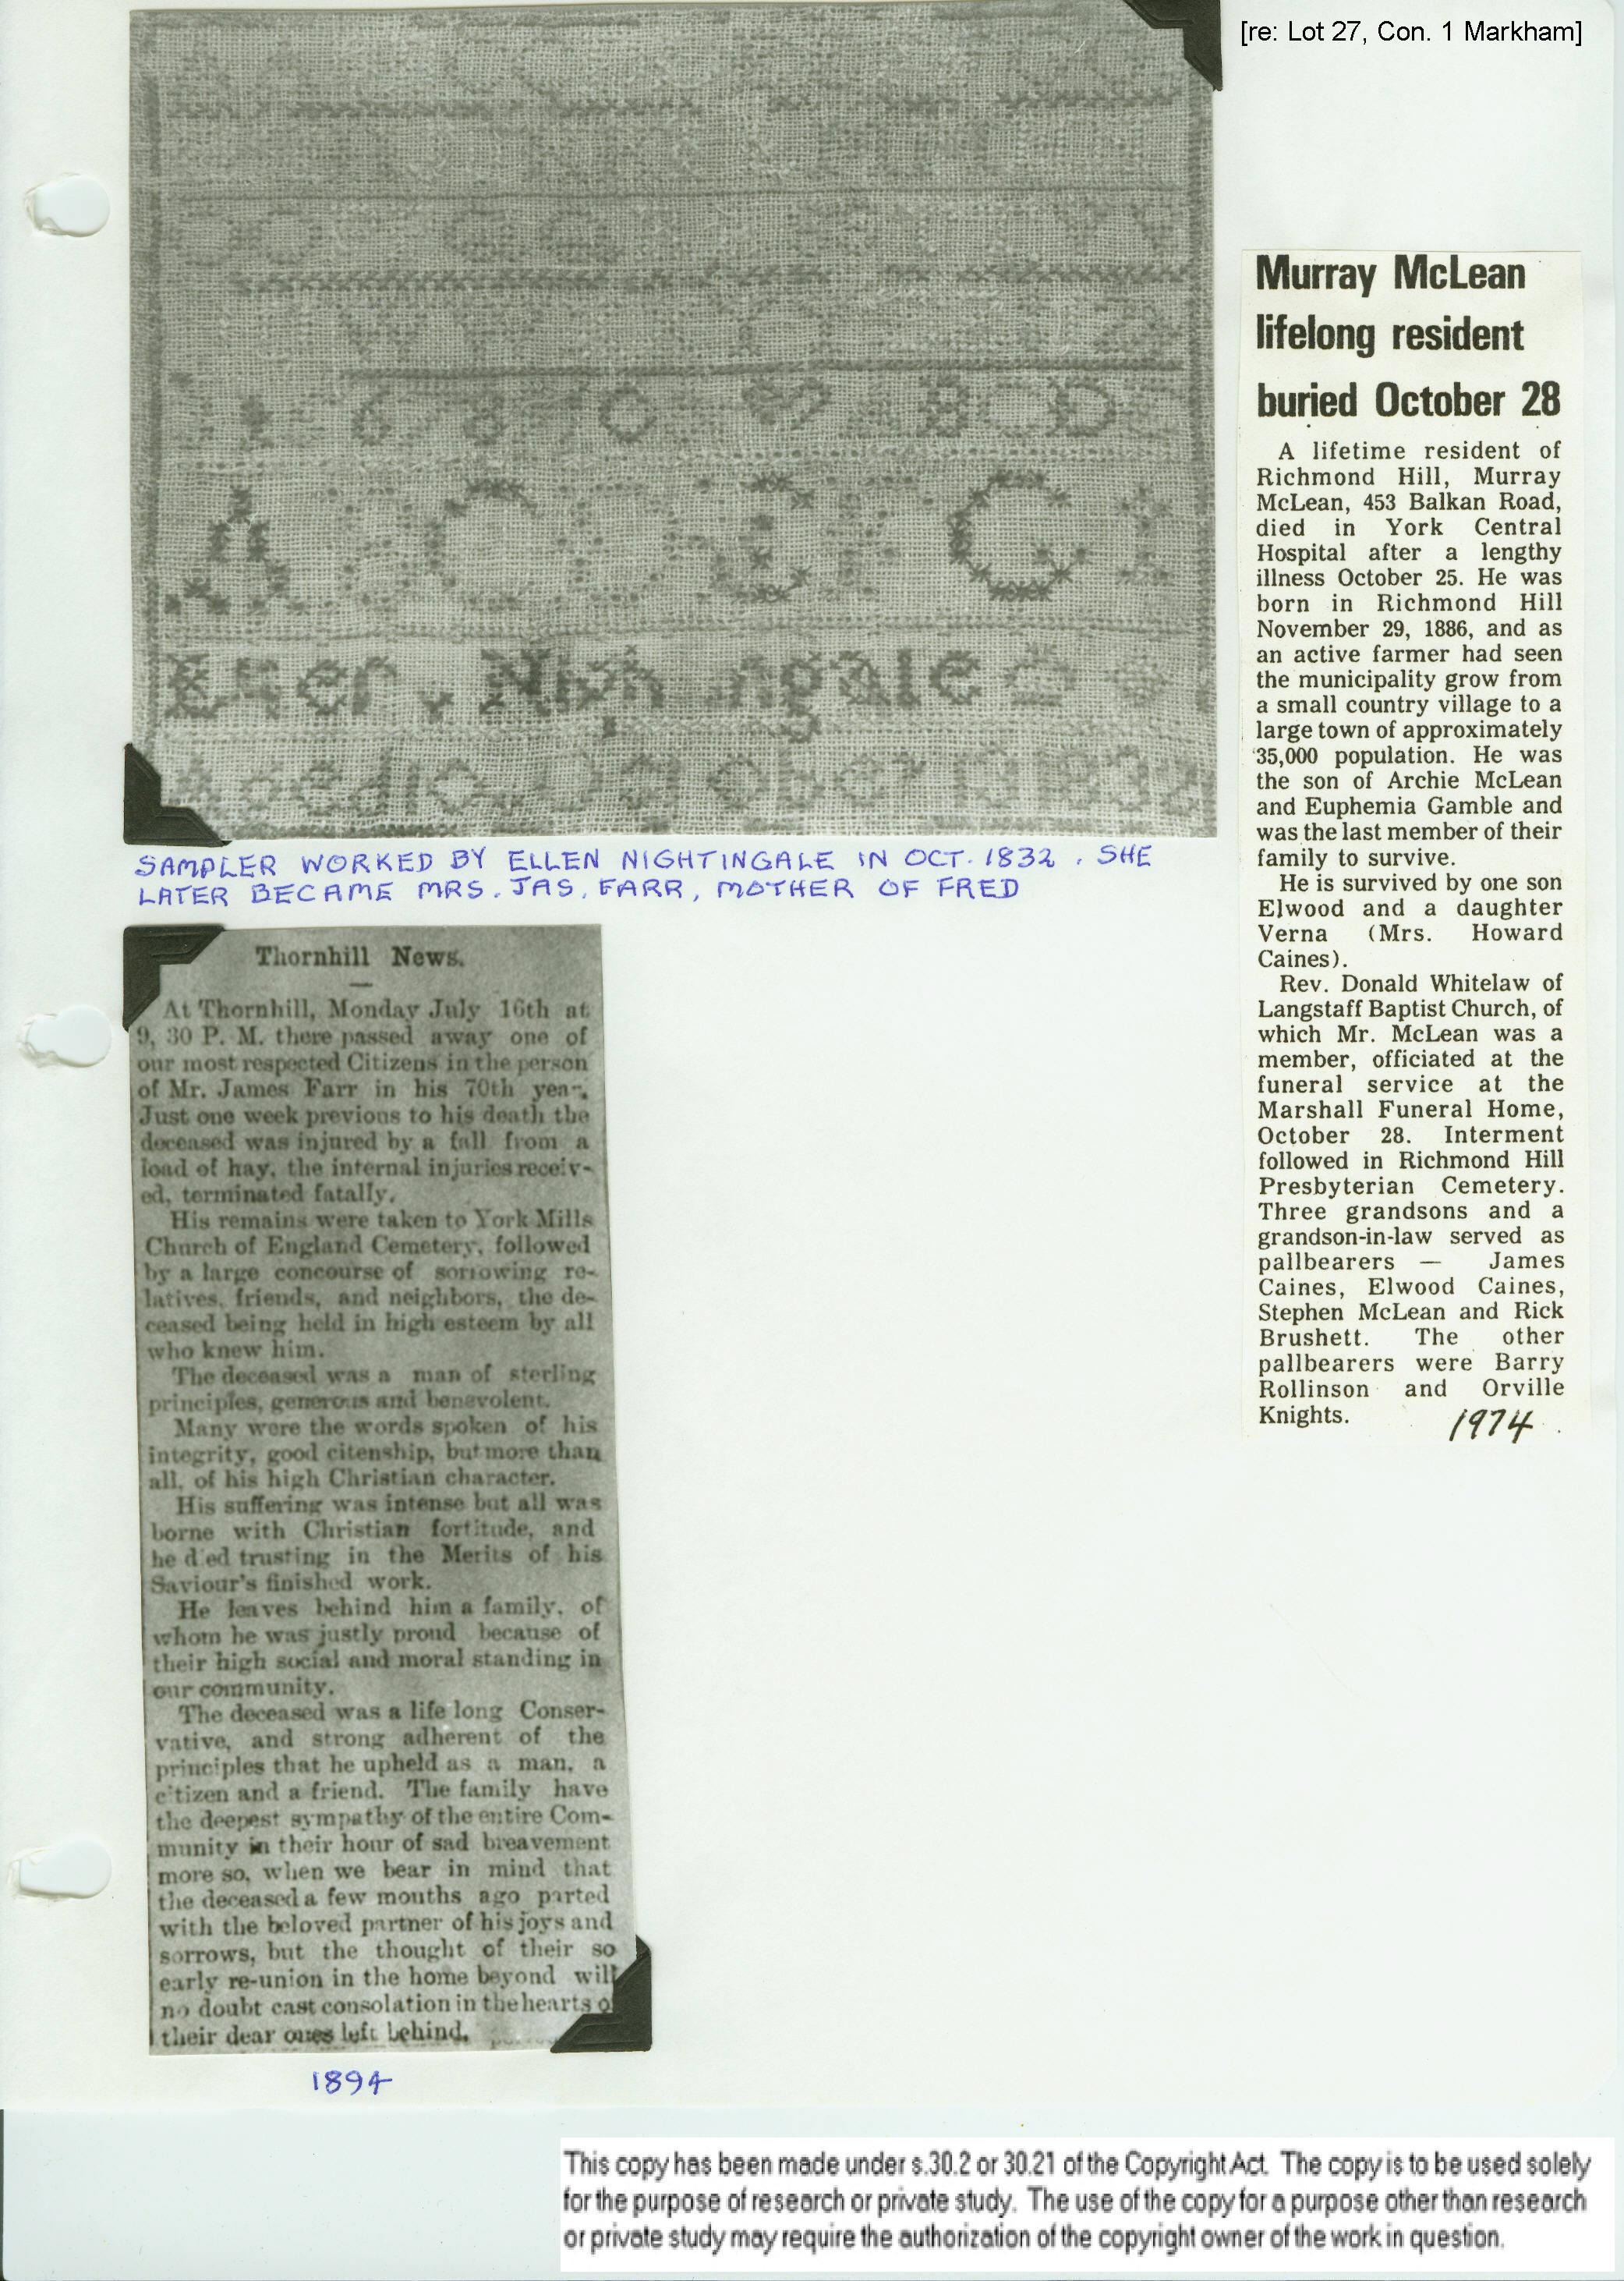 [re: Lot 27, Con. 1 Markham]
6 8 10 S B C D
A B C D E F G
Nightingale
October 1832
SAMPLER WORKED BY ELLEN NIGHTINGALE IN OCT. 1832. SHE
LATER BECAME MRS. JAS. FARR, MOTHER OF FRED
Thornhill News.
At Thornhill, Monday July 16th at
9, 30 P. M. there passed away one of
our most respected Citizens in the person
of Mr. James Farr in his 70th year.
Just one week previous to his death the
deceased was injured by a fall from a
load of hay, the internal injuries receiv-
ed, terminated fatally.
His remains were taken to York Mills
Church of England Cemetery, followed
by a large concourse of sorrowing re-
latives, friends, and neighbors, the de-
ceased being held in high esteem by all
who knew him.
The deceased was a man of sterling
principles, generous and benevolent.
Many were the words spoken of his
integrity, good citenship, but more than
all, of his high Christian character.
His suffering was intense but all was
borne with Christian fortitude, and
he died trusting in the Merits of his
Saviour's finished work.
He leaves behind him a family, of
whom he was justly proud because of
their high social and moral standing in
our community.
The deceased was a life long Conser-
vative, and strong adherent of the
principles that he upheld as a man, a
citizen and a friend. The family have
the deepest sympathy of the entire Com-
munity in their hour of sad breavement
more so, when we bear in mind that
the deceased a few mouths ago parted
with the beloved partner of his joys and
sorrows, but the thought of their so
early re-union in the home beyond will
no doubt cast consolation in the hearts of
their dear ones left behind.
1894
Murray McLean
lifelong resident
buried October 28
A lifetime resident of
Richmond Hill, Murray
McLean, 453 Balkan Road,
died in York Central
Hospital after a lengthy
illness October 25. He was
born in Richmond Hill
November 29, 1886, and as
an active farmer had seen
the municipality grow from
a small country village to a
large town of approximately
35,000 population. He was
the son of Archie McLean
and Euphemia Gamble and
was the last member of their
family to survive.
He is survived by one son
Elwood and a daughter
Verna (Mrs. Howard
Caines).
Rev. Donald Whitelaw of
Langstaff Baptist Church, of
which Mr. McLean was a
member, officiated at the
funeral service at the
Marshall Funeral Home,
October 28. Interment
followed in Richmond Hill
Presbyterian Cemetery.
Three grandsons and a
grandson-in-law served as
pallbearers — James
Caines, Elwood Caines,
Stephen McLean and Rick
Brushett. The other
pallbearers were Barry
Rollinson and Orville
Knights.
1974
This copy has been made under s.30.2 or 30.21 of the Copyright Act. The copy is to be used solely
for the purpose of research or private study. The use of the copy for a purpose other than research
or private study may require the authorization of the copyright owner of the work in question.